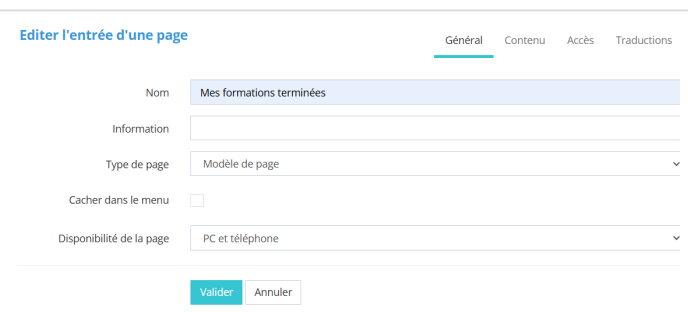 Editer l'entrée d'une page
Général Contenu Accès Traductions
Nom Mes formations terminées
Information
Type de page Modèle de page
Cacher dans le menu
Disponibilité de la page PC et téléphone
Valider Annuler